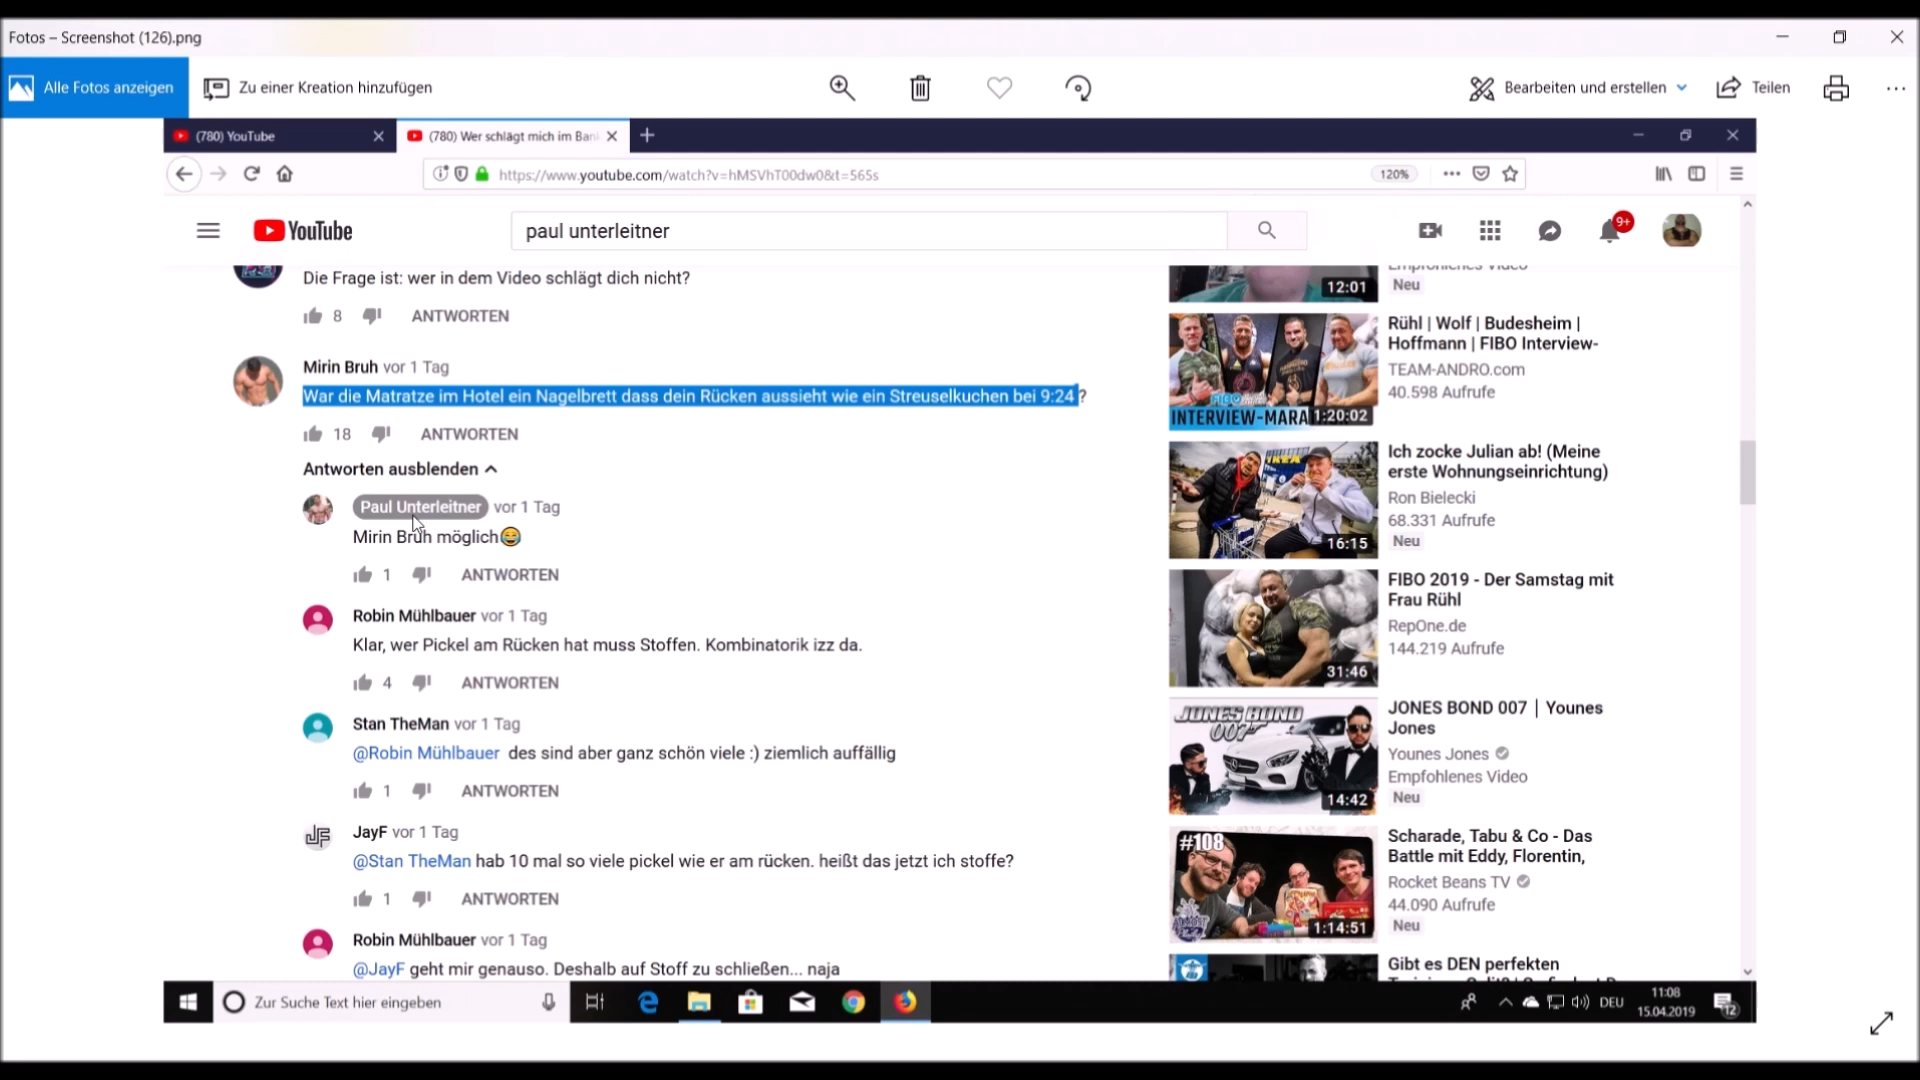 Fotos – Screenshot (126).png
Alle Fotos anzeigen
Zu einer Kreation hinzufügen
Bearbeiten und erstellen
Teilen
(780) YouTube
(780) Wer schlägt mich im Ban
https://www.youtube.com/watch?v=hMSVhT00dw0&t=565s
120%
YouTube
paul unterleitner
9+
Die Frage ist: wer in dem Video schlägt dich nicht?
8 ANTWORTEN
Mirin Bruh vor 1 Tag
War die Matratze im Hotel ein Nagelbrett dass dein Rücken aussieht wie ein Streuselkuchen bei 9:24 ?
18 ANTWORTEN
Antworten ausblenden
Paul Unterleitner vor 1 Tag
Mirin Bruh möglich😂
1 ANTWORTEN
Robin Mühlbauer vor 1 Tag
Klar, wer Pickel am Rücken hat muss Stoffen. Kombinatorik izz da.
4 ANTWORTEN
Stan TheMan vor 1 Tag
@Robin Mühlbauer des sind aber ganz schön viele :) ziemlich auffällig
1 ANTWORTEN
JayF vor 1 Tag
@Stan TheMan hab 10 mal so viele pickel wie er am rücken. heißt das jetzt ich stoffe?
1 ANTWORTEN
Robin Mühlbauer vor 1 Tag
@JayF geht mir genauso. Deshalb auf Stoff zu schließen... naja
12:01
Empfohlenes Video
Neu
FIBO
INTERVIEW-MARA
1:20:02
Rühl | Wolf | Budesheim |
Hoffmann | FIBO Interview-
TEAM-ANDRO.com
40.598 Aufrufe
IKEA
16:15
Ich zocke Julian ab! (Meine
erste Wohnungseinrichtung)
Ron Bielecki
68.331 Aufrufe
Neu
31:46
FIBO 2019 - Der Samstag mit
Frau Rühl
RepOne.de
144.219 Aufrufe
JONES BOND
007
14:42
JONES BOND 007 | Younes
Jones
Younes Jones
Empfohlenes Video
Neu
#108
1:14:51
Scharade, Tabu & Co - Das
Battle mit Eddy, Florentin,
Rocket Beans TV
44.090 Aufrufe
Neu
Gibt es DEN perfekten
Zur Suche Text hier eingeben
DEU
11:08
15.04.2019
12